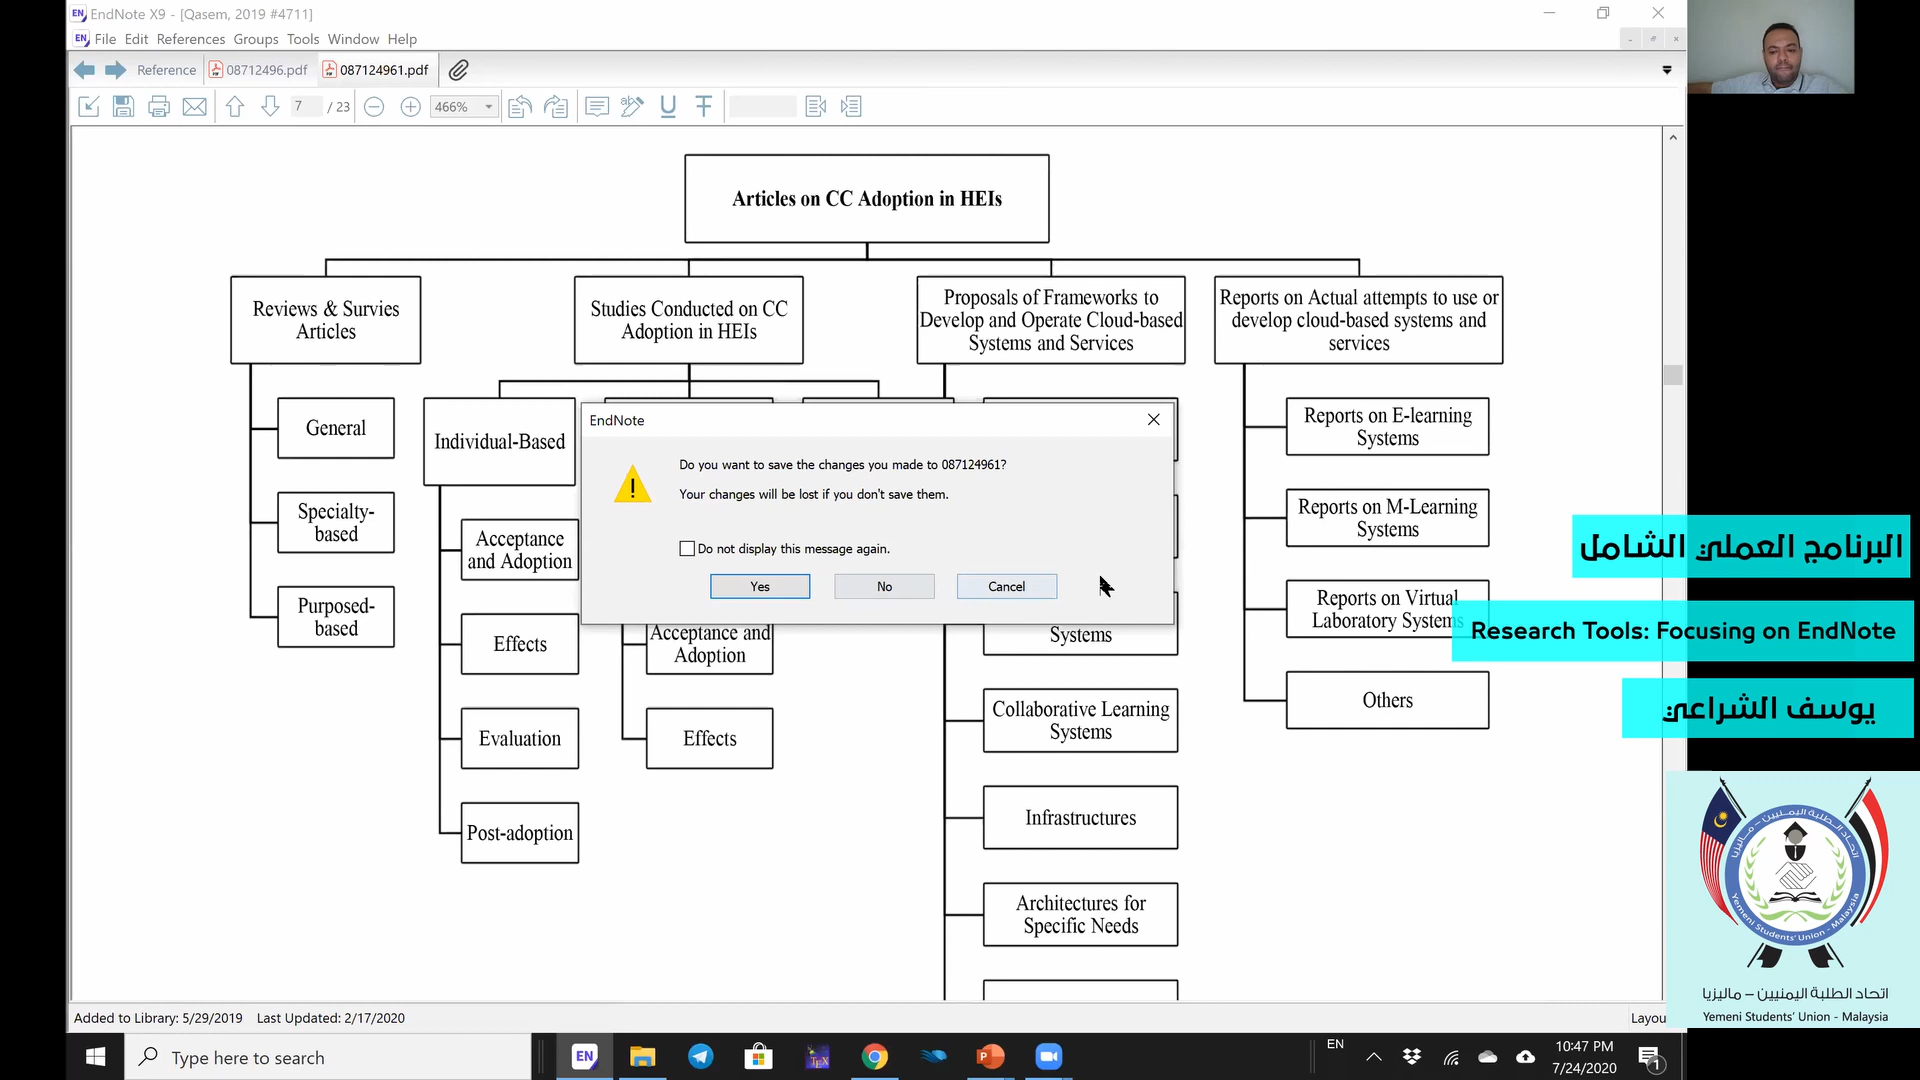 EndNote X9 - [Qasem, 2019 #4711]
File Edit References Groups Tools Window Help
Reference 08712496.pdf 087124961.pdf
7 / 23 466%
Articles on CC Adoption in HEIs
Reviews & Survies
Articles
Studies Conducted on CC
Adoption in HEIs
Proposals of Frameworks to
Develop and Operate Cloud-based
Systems and Services
Reports on Actual attempts to use or
develop cloud-based systems and
services
General
Specialty-
based
Purposed-
based
Individual-Based
Acceptance
and Adoption
Effects
Evaluation
Post-adoption
Acceptance and
Adoption
Effects
Systems
Collaborative Learning
Systems
Infrastructures
Architectures for
Specific Needs
Reports on E-learning
Systems
Reports on M-Learning
Systems
Reports on Virtual
Laboratory Systems
Others
EndNote
Do you want to save the changes you made to 087124961?
Your changes will be lost if you don't save them.
Do not display this message again.
Yes No Cancel
البرنامج العملي الشامل
Research Tools: Focusing on EndNote
يوسف الشراعي
اتحاد الطلبة اليمنيين – ماليزيا
Yemeni Students' Union - Malaysia
اتحاد الطلبة اليمنيين – ماليزيا
Yemeni Students' Union - Malaysia
Added to Library: 5/29/2019 Last Updated: 2/17/2020
Layou
Type here to search
EN
10:47 PM
7/24/2020
1